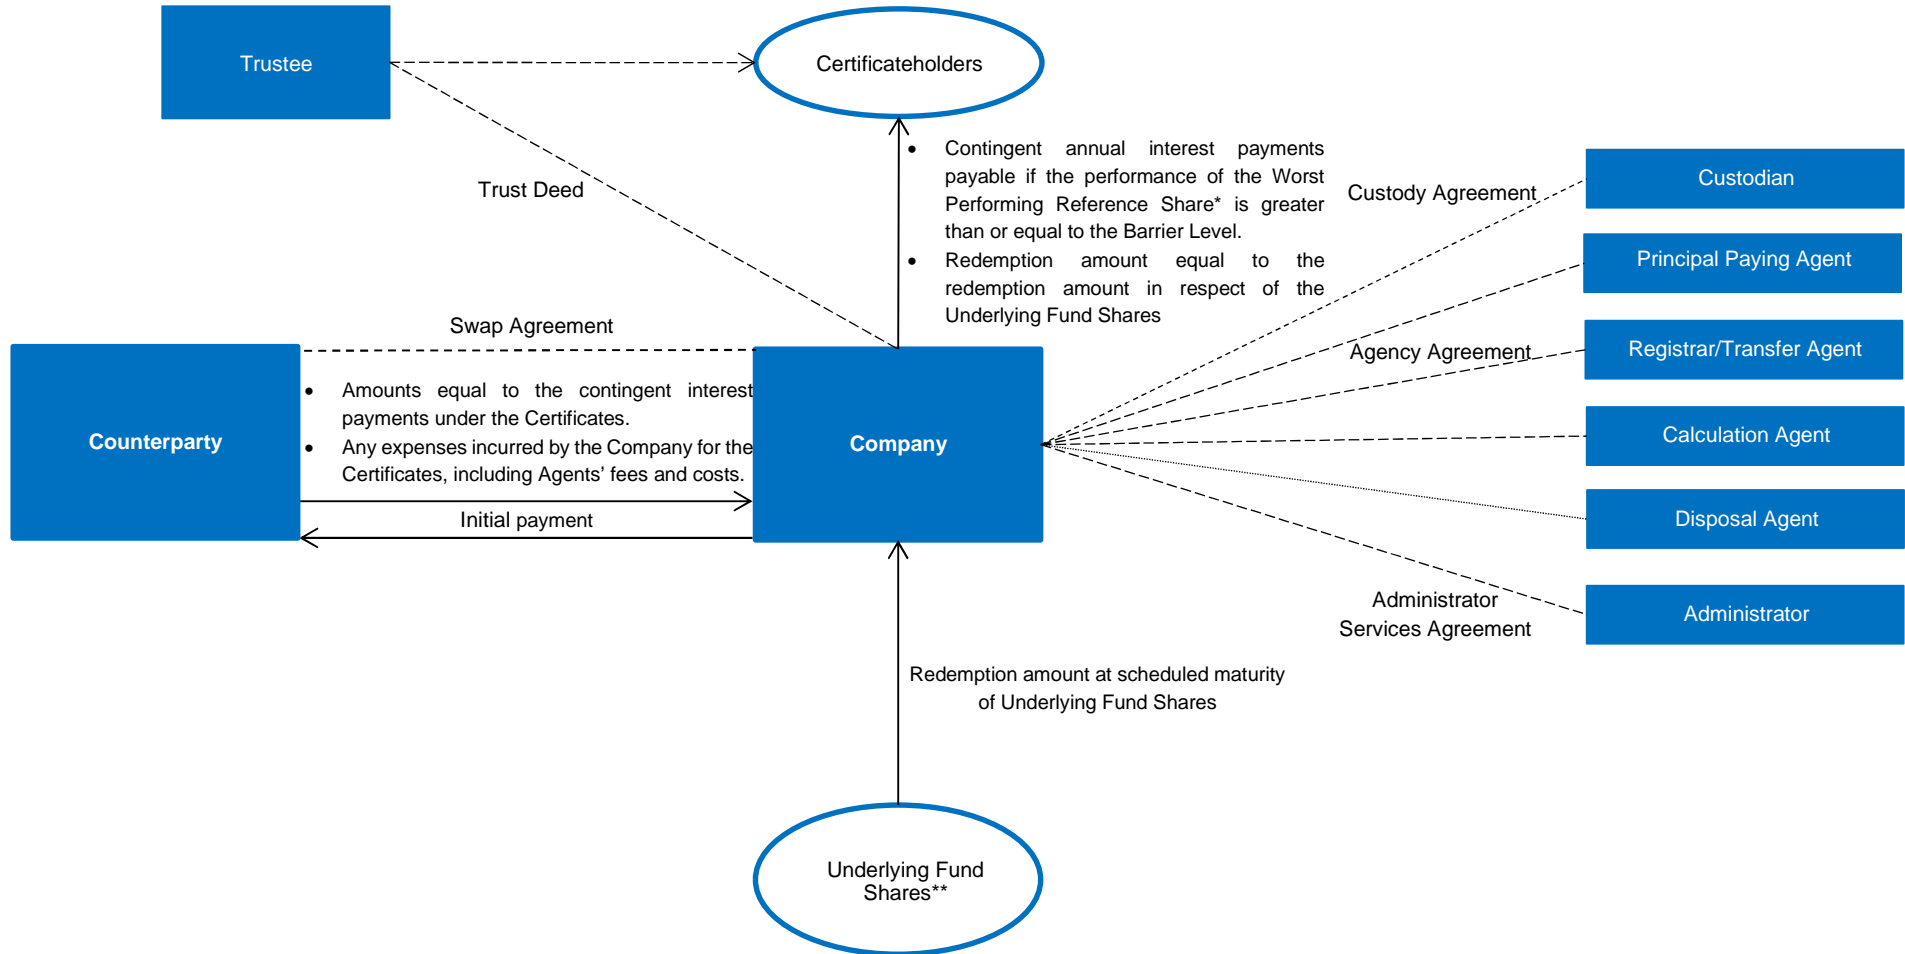 Trustee
Certificateholders
Trust Deed
• Contingent annual interest payments
payable if the performance of the Worst
Performing Reference Share* is greater
than or equal to the Barrier Level.
• Redemption amount equal to the
redemption amount in respect of the
Underlying Fund Shares
Custody Agreement
Custodian
Principal Paying Agent
Agency Agreement
Registrar/Transfer Agent
Calculation Agent
Disposal Agent
Administrator
Services Agreement
Administrator
Swap Agreement
Counterparty
• Amounts equal to the contingent interest
payments under the Certificates.
• Any expenses incurred by the Company for the
Certificates, including Agents’ fees and costs.
Initial payment
Company
Redemption amount at scheduled maturity
of Underlying Fund Shares
Underlying Fund
Shares**